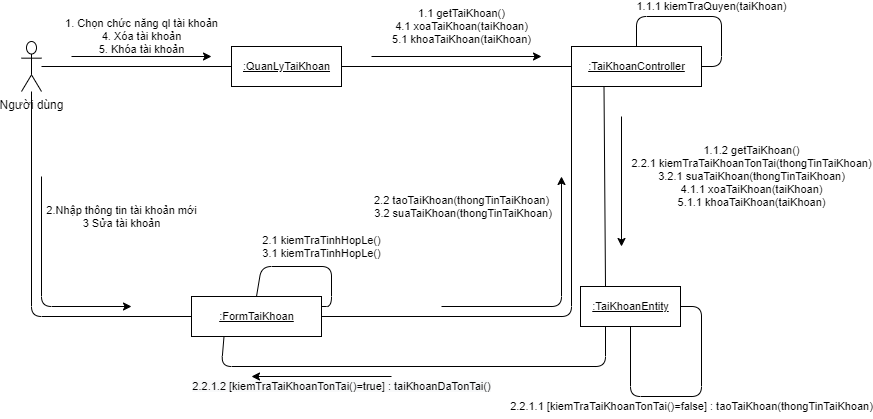 1. Chọn chức năng ql tài khoản
4. Xóa tài khoản
5. Khóa tài khoản
1.1 getTaiKhoan()
4.1 xoaTaiKhoan(taiKhoan)
5.1 khoaTaiKhoan(taiKhoan)
1.1.1 kiemTraQuyen(taiKhoan)
:QuanLyTaiKhoan
:TaiKhoanController
Người dùng
1.1.2 getTaiKhoan()
2.2.1 kiemTraTaiKhoanTonTai(thongTinTaiKhoan)
3.2.1 suaTaiKhoan(thongTinTaiKhoan)
4.1.1 xoaTaiKhoan(taiKhoan)
5.1.1 khoaTaiKhoan(taiKhoan)
2.Nhập thông tin tài khoản mới
3 Sửa tài khoản
2.2 taoTaiKhoan(thongTinTaiKhoan)
3.2 suaTaiKhoan(thongTinTaiKhoan)
2.1 kiemTraTinhHopLe()
3.1 kiemTraTinhHopLe()
:FormTaiKhoan
:TaiKhoanEntity
2.2.1.2 [kiemTraTaiKhoanTonTai()=true] : taiKhoanDaTonTai()
2.2.1.1 [kiemTraTaiKhoanTonTai()=false] : taoTaiKhoan(thongTinTaiKhoan)